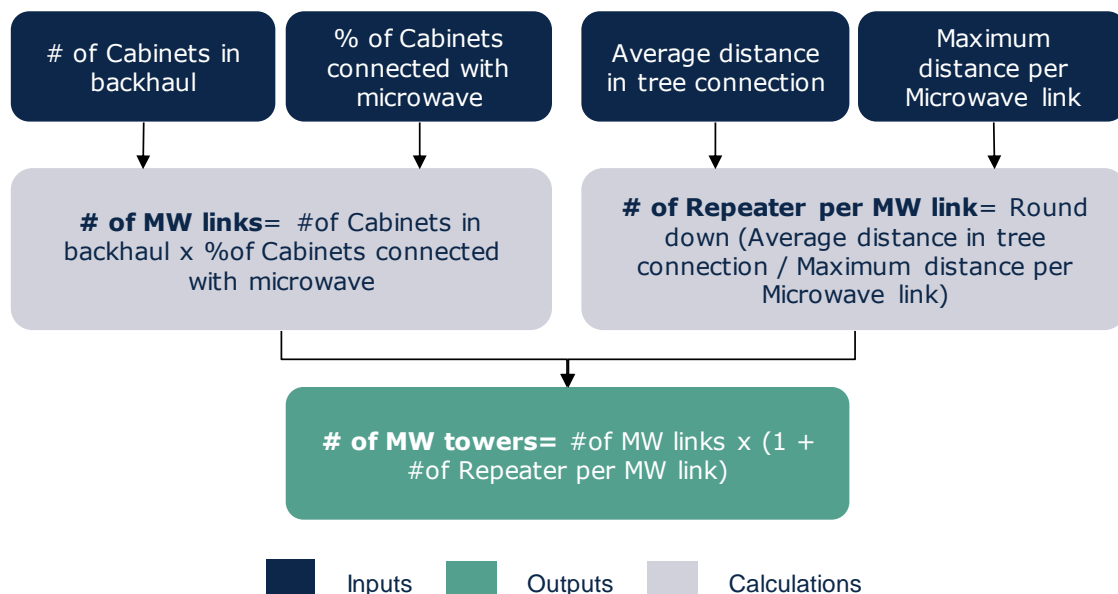 # of Cabinets in
backhaul
% of Cabinets
connected with
microwave
Average distance
in tree connection
Maximum
distance per
Microwave link
# of MW links= #of Cabinets in
backhaul x %of Cabinets connected
with microwave
# of Repeater per MW link= Round
down (Average distance in tree
connection / Maximum distance per
Microwave link)
# of MW towers= #of MW links x (1 +
#of Repeater per MW link)
Inputs
Outputs
Calculations